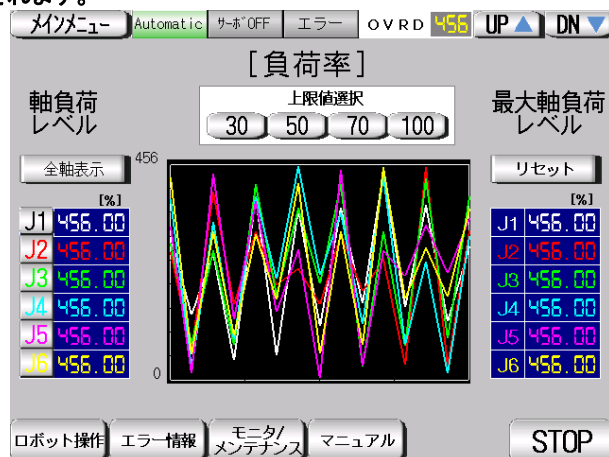 されます。
メインメニュー Automatic サーボOFF エラー OVRD 456 UP DN
[負荷率]
軸負荷
レベル
上限値選択
30 50 70 100
最大軸負荷
レベル
全軸表示
456
リセット
[%]
J1 456.00
J2 456.00
J3 456.00
J4 456.00
J5 456.00
J6 456.00
0
[%]
J1 456.00
J2 456.00
J3 456.00
J4 456.00
J5 456.00
J6 456.00
ロボット操作 エラー情報 モニタ/
メンテナンス マニュアル STOP